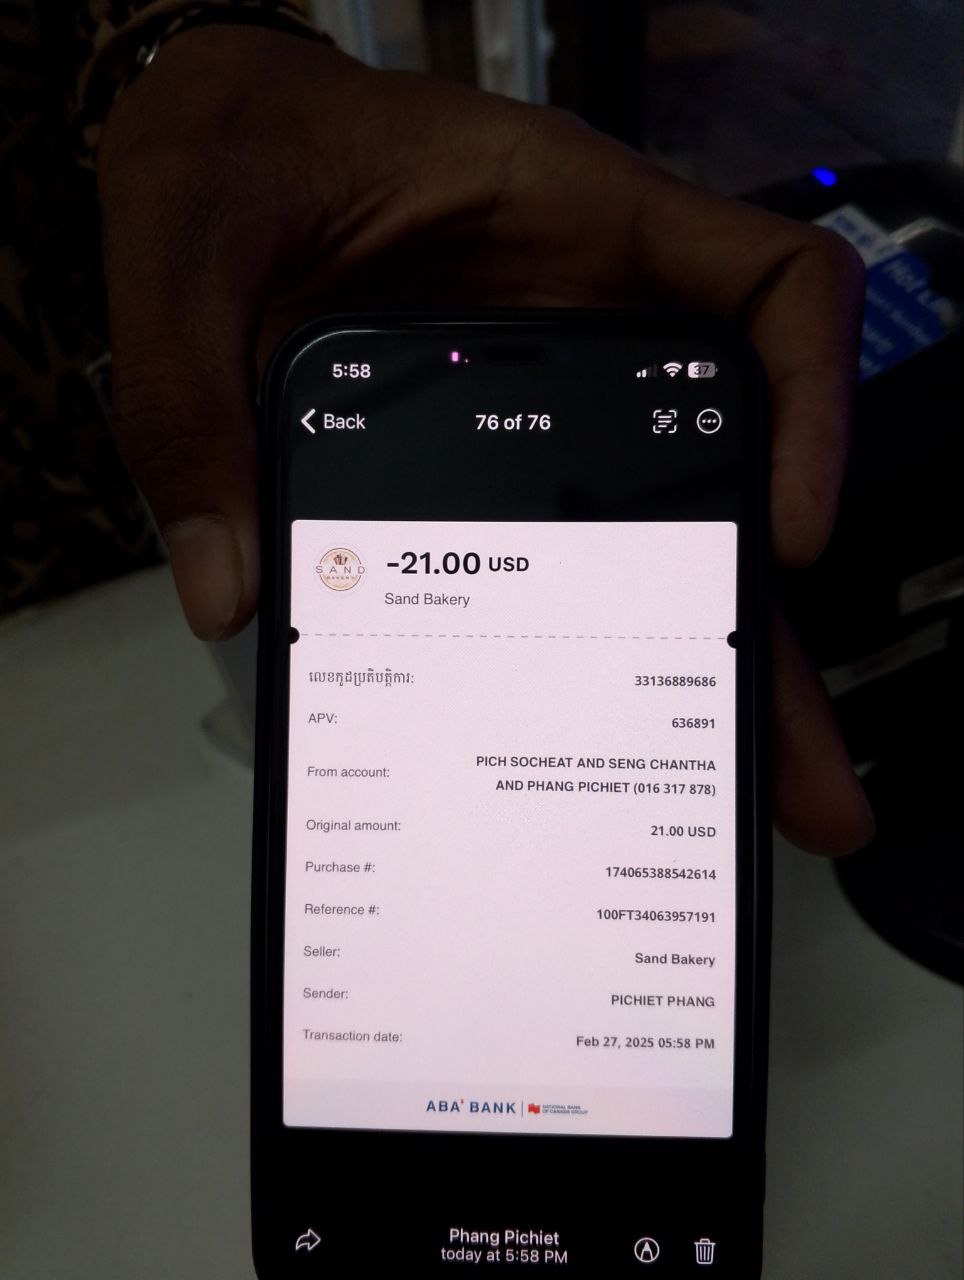 5:58
37
Back
76 of 76
SAND
BAKERY
-21.00 USD
Sand Bakery
លេខកូដប្រតិបត្តិការ:
33136889686
APV:
636891
From account:
PICH SOCHEAT AND SENG CHANTHA
AND PHANG PICHIET (016 317 878)
Original amount:
21.00 USD
Purchase #:
174065388542614
Reference #:
100FT34063957191
Seller:
Sand Bakery
Sender:
PICHIET PHANG
Transaction date:
Feb 27, 2025 05:58 PM
ABA' BANK
NATIONAL BANK
OF CANADA GROUP
Phang Pichiet
today at 5:58 PM